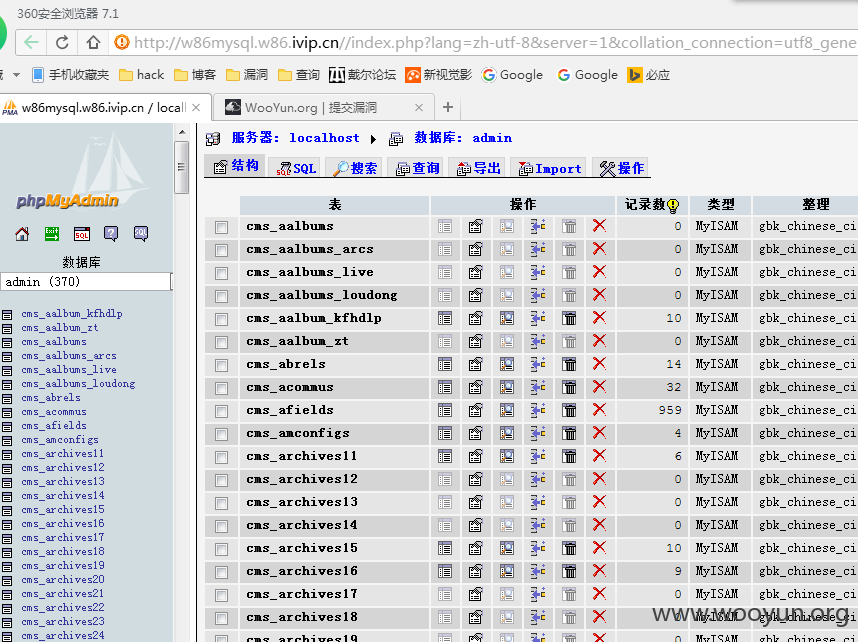 360安全浏览器 7.1
http://w86mysql.w86.ivip.cn//index.php?lang=zh-utf-8&server=1&collation_connection=utf8_gene
手机收藏夹 hack 博客 漏洞 查询 戴尔论坛 新视觉影 Google Google 必应
w86mysql.w86.ivip.cn / local WooYun.org | 提交漏洞
服务器: localhost 数据库: admin
结构 SQL 搜索 查询 导出 Import 操作
phpMyAdmin
数据库
admin (370)
cms_aalbum_kfhdlp
cms_aalbum_zt
cms_aalbums
cms_aalbums_arcs
cms_aalbums_live
cms_aalbums_loudong
cms_abrels
cms_acommus
cms_afields
cms_amconfigs
cms_archives11
cms_archives12
cms_archives13
cms_archives14
cms_archives15
cms_archives16
cms_archives17
cms_archives18
cms_archives19
cms_archives20
cms_archives21
cms_archives22
cms_archives23
cms_archives24
表 操作 记录数 类型 整理
cms_aalbums 0 MyISAM gbk_chinese_ci
cms_aalbums_arcs 0 MyISAM gbk_chinese_ci
cms_aalbums_live 0 MyISAM gbk_chinese_ci
cms_aalbums_loudong 0 MyISAM gbk_chinese_ci
cms_aalbum_kfhdlp 10 MyISAM gbk_chinese_ci
cms_aalbum_zt 0 MyISAM gbk_chinese_ci
cms_abrels 14 MyISAM gbk_chinese_ci
cms_acommus 32 MyISAM gbk_chinese_ci
cms_afields 959 MyISAM gbk_chinese_ci
cms_amconfigs 4 MyISAM gbk_chinese_ci
cms_archives11 6 MyISAM gbk_chinese_ci
cms_archives12 0 MyISAM gbk_chinese_ci
cms_archives13 0 MyISAM gbk_chinese_ci
cms_archives14 0 MyISAM gbk_chinese_ci
cms_archives15 10 MyISAM gbk_chinese_ci
cms_archives16 9 MyISAM gbk_chinese_ci
cms_archives17 0 MyISAM gbk_chinese_ci
cms_archives18 0 MyISAM gbk_chinese_ci
cms_archives19 0 MyISAM gbk_chinese_ci
www.wooyun.org